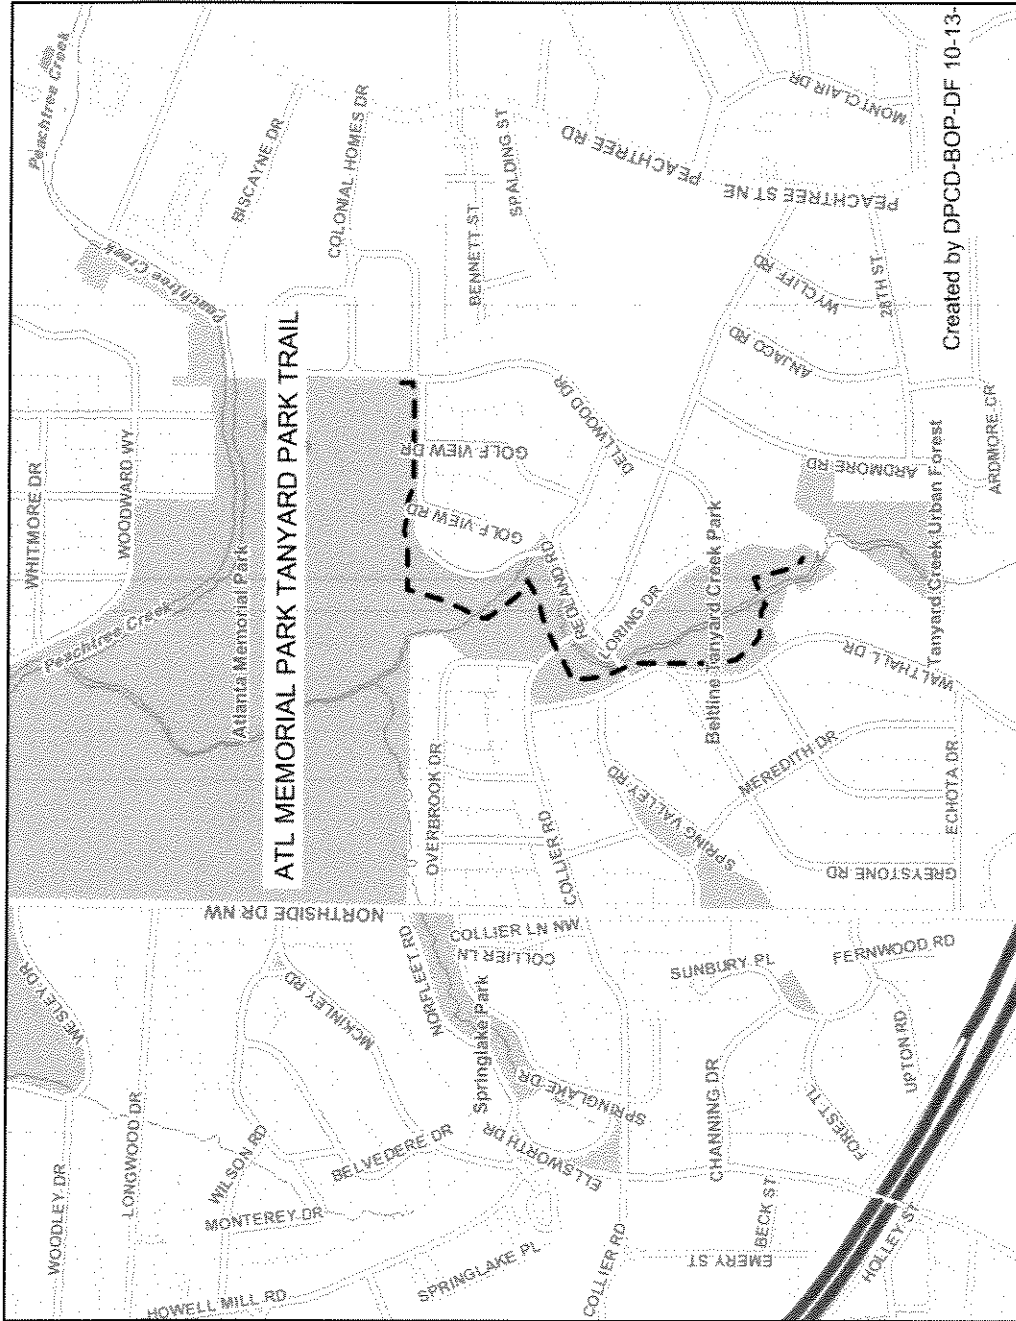 Peachtree Creek
Peachtree Creek
Peachtree Creek
Peachtree Creek
BISCAYNE DR
COLONIAL HOMES DR
BENNETT ST
SPALDING ST
PEACHTREE RD
PEACHTREE RD
PEACHTREE ST NE
MONTCLAIR DR
WYCLIFF RD
28TH ST
ANJACO RD
ARDMORE RD
ARDMORE CR
Created by DPCD-BOP-DF 10-13-
WHITMORE DR
WOODWARD WY
Atlanta Memorial Park
ATL MEMORIAL PARK TANYARD PARK TRAIL
GOLF VIEW DR
GOLF VIEW RD
DELLWOOD DR
REDLAND RD
LORING DR
Beltline Tanyard Creek Park
Tanyard Creek Urban Forest
WALTHALL DR
OVERBROOK DR
COLLIER RD
SPRING VALLEY RD
MEREDITH DR
GREYSTONE RD
ECHOTA DR
NORTHSIDE DR NW
WESLEY DR
WOODLEY DR
LONGWOOD DR
MCKINLEY RD
WILSON RD
BELVEDERE DR
MONTEREY DR
HOWELL MILL RD
NORFLEET RD
Springlake Park
COLLIER LN NW
COLLIER LN
SPRINGLAKE DR
ELLSWORTH DR
SPRINGLAKE PL
COLLIER RD
SUNBURY PL
FERNWOOD RD
CHANNING DR
FOREST TL
UPTON RD
BECK ST
EMERY ST
HOLLEY ST